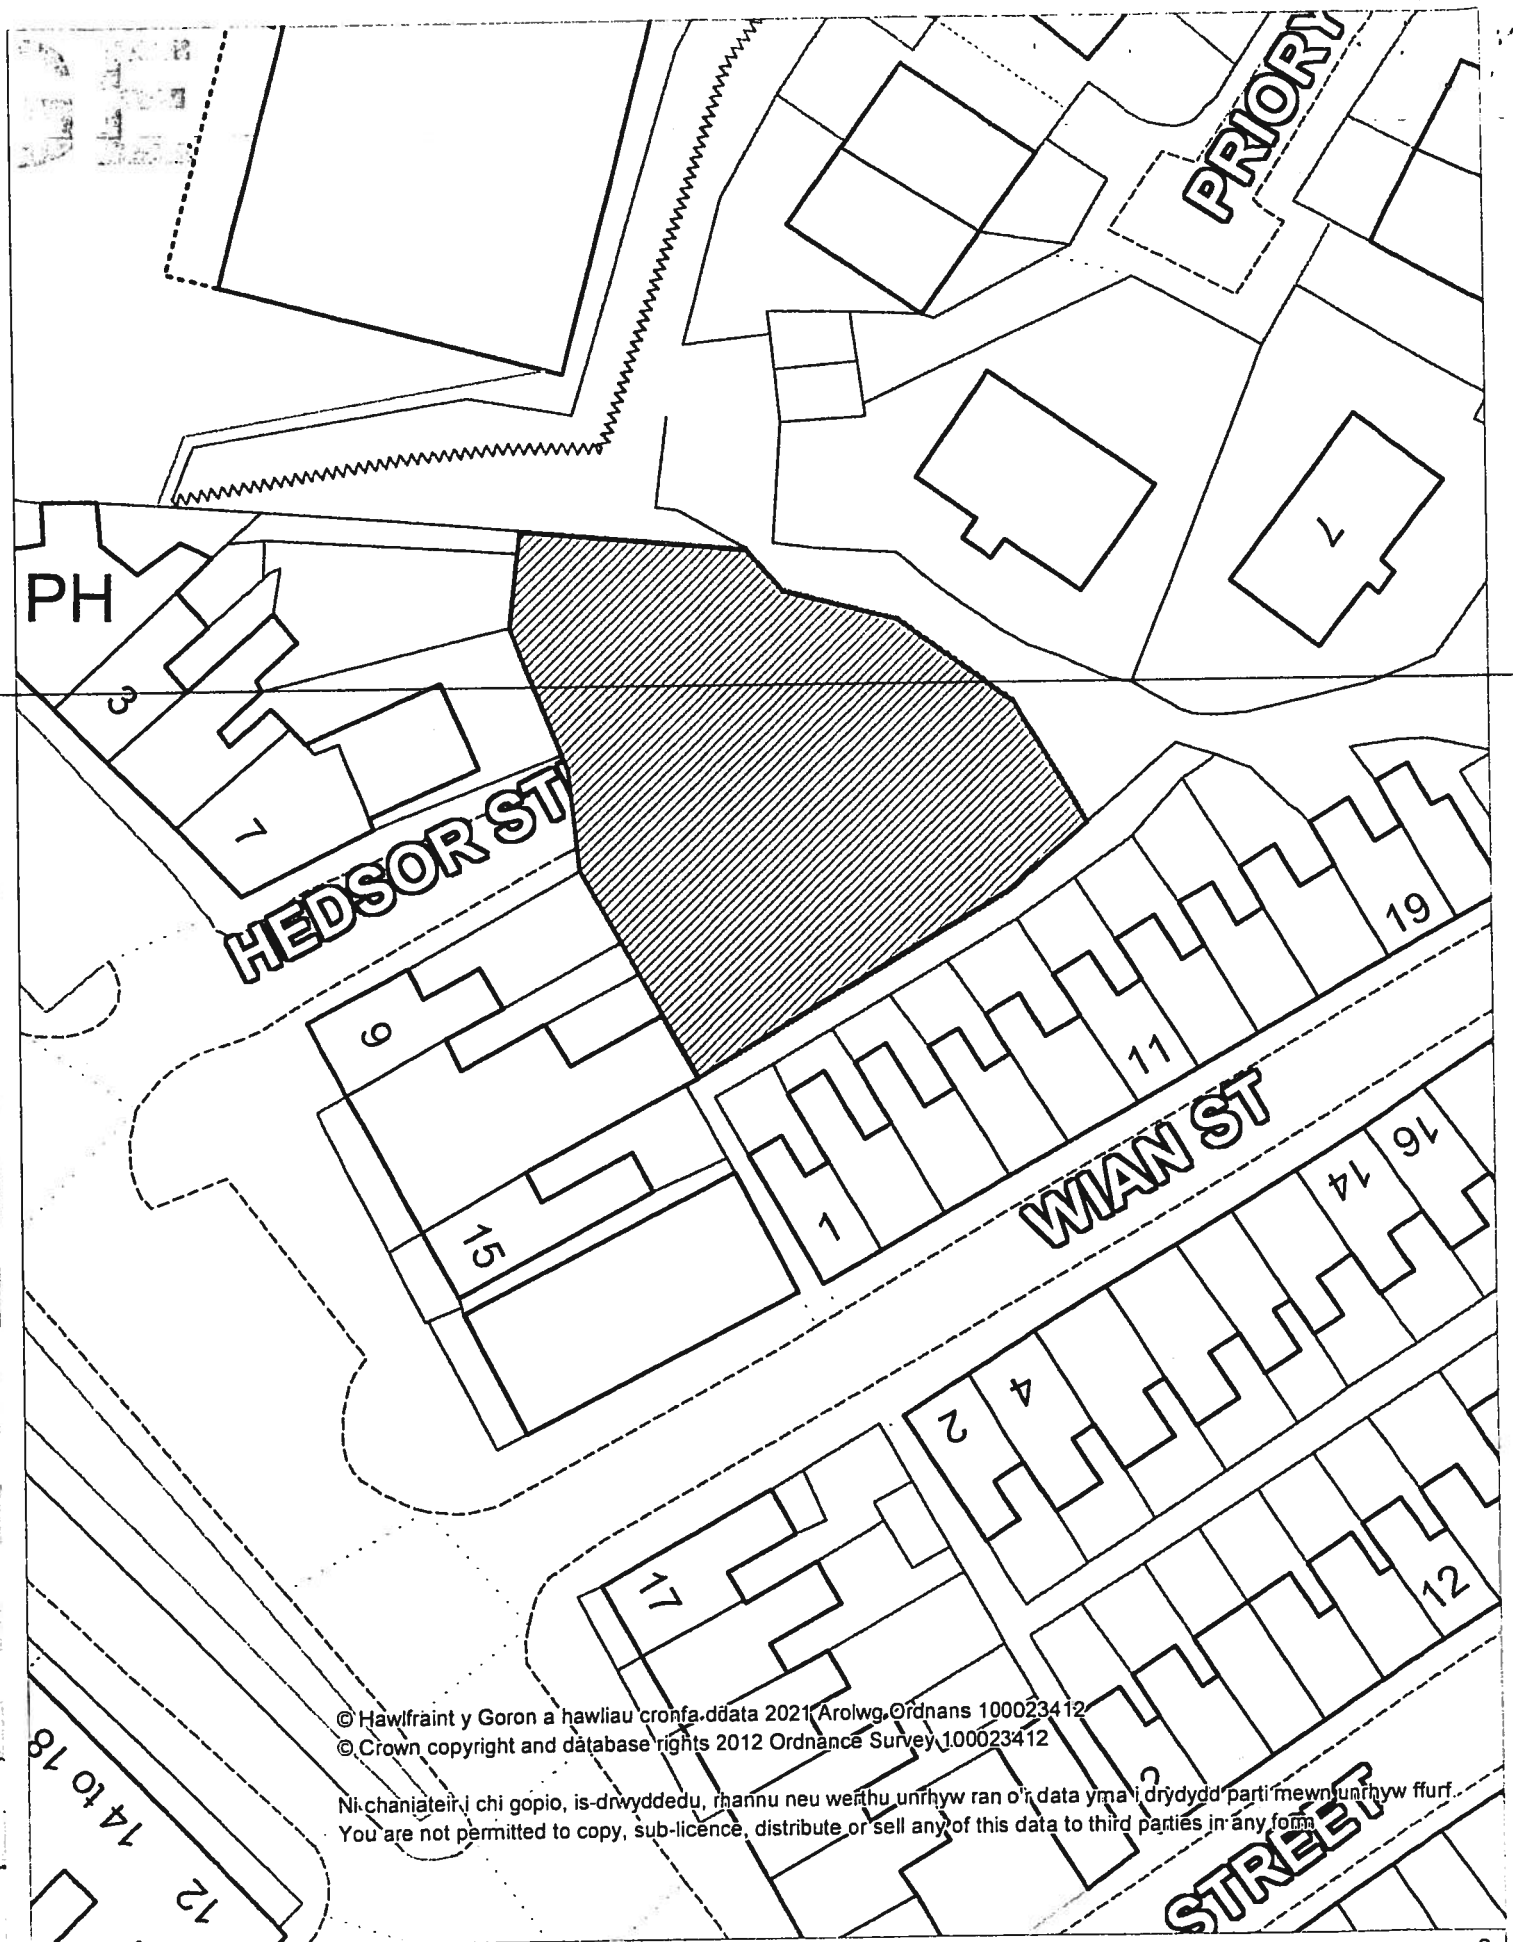 PRIORY
PH
3
7
7
HEDSOR ST
9
19
11
WIAN ST
16
14
1
15
4
2
17
12
© Hawlfraint y Goron a hawliau cronfa ddata 2021 Arolwg Ordnans 100023412
© Crown copyright and database rights 2012 Ordnance Survey 100023412
2
Ni chaniateir i chi gopio, is-drwyddedu, rhannu neu werthu unrhyw ran o'r data yma i drydydd parti mewn unrhyw ffurf.
You are not permitted to copy, sub-licence, distribute or sell any of this data to third parties in any form
14 to 18
12
STREET